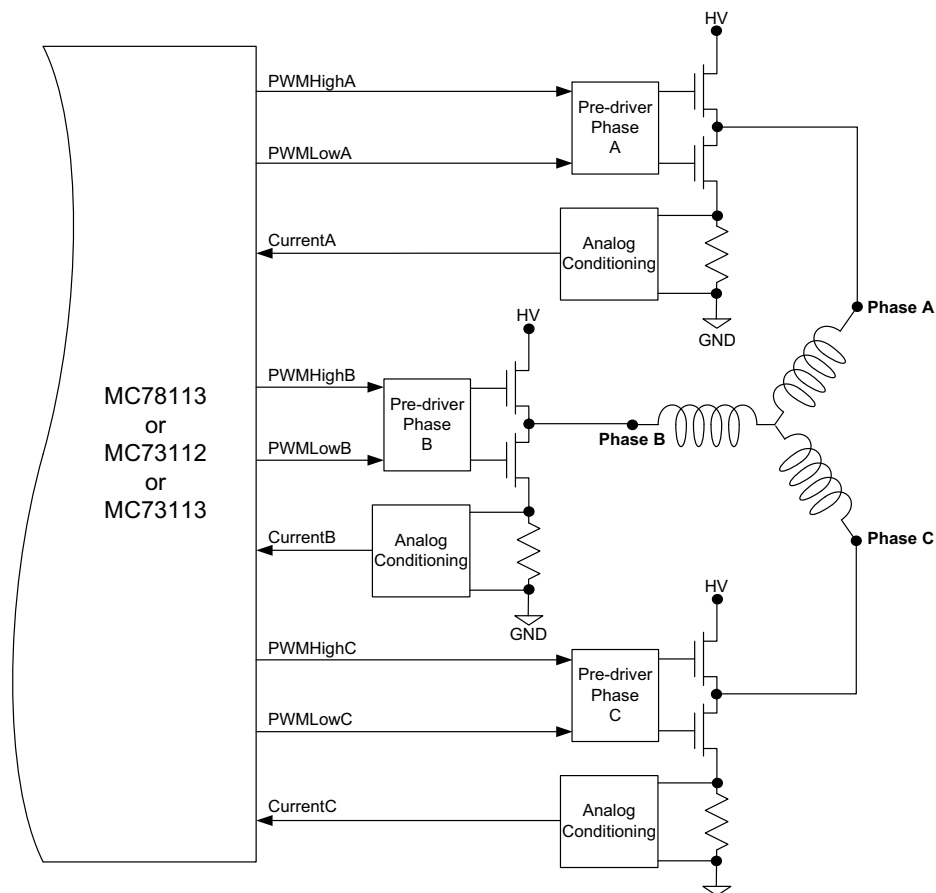 HV
PWMHighA
Pre-driver
Phase
A
PWMLowA
CurrentA
Analog
Conditioning
GND
Phase A
HV
PWMHighB
MC78113
or
MC73112
or
MC73113
Pre-driver
Phase
B
Phase B
PWMLowB
CurrentB
Analog
Conditioning
Phase C
GND
HV
PWMHighC
Pre-driver
Phase
C
PWMLowC
CurrentC
Analog
Conditioning